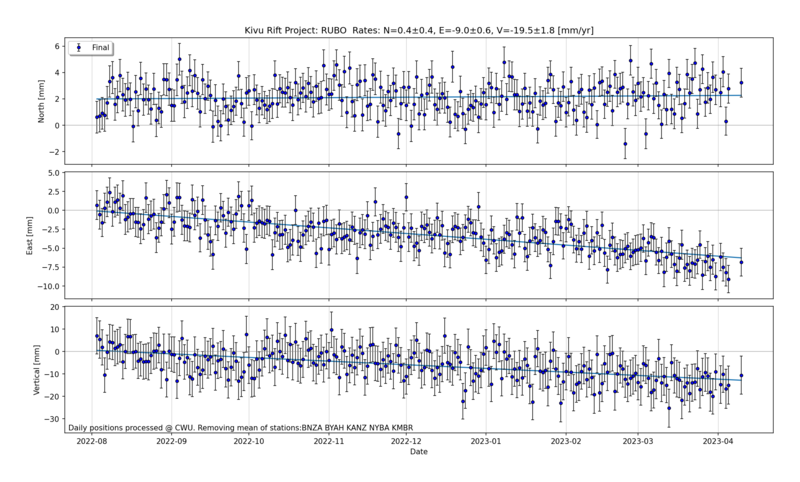 Kivu Rift Project: RUBO  Rates: N=0.4±0.4, E=-9.0±0.6, V=-19.5±1.8 [mm/yr]
Final
North [mm]
6
4
2
0
−2
East [mm]
5.0
2.5
0.0
−2.5
−5.0
−7.5
−10.0
Vertical [mm]
20
10
0
−10
−20
−30
Daily positions processed @ CWU. Removing mean of stations:BNZA BYAH KANZ NYBA KMBR
2022-08 2022-09 2022-10 2022-11 2022-12 2023-01 2023-02 2023-03 2023-04
Date